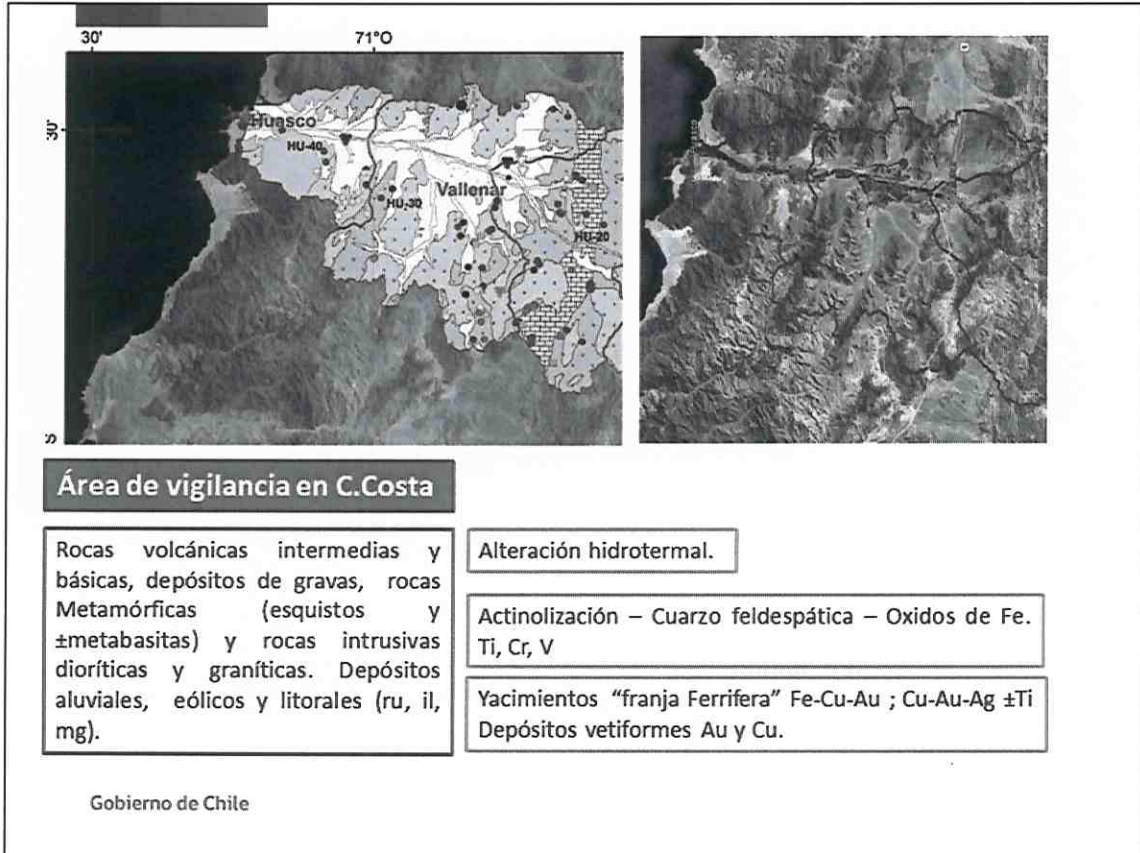 30'
71°O
30'
Huasco
HU-40
Vallenar
HU-30
HU-20
S
Área de vigilancia en C.Costa
Rocas volcánicas intermedias y
básicas, depósitos de gravas, rocas
Metamórficas (esquistos y
±metabasitas) y rocas intrusivas
dioríticas y graníticas. Depósitos
aluviales, eólicos y litorales (ru, il,
mg).
Alteración hidrotermal.
Actinolización – Cuarzo feldespática – Oxidos de Fe.
Ti, Cr, V
Yacimientos “franja Ferrifera” Fe-Cu-Au ; Cu-Au-Ag ±Ti
Depósitos vetiformes Au y Cu.
Gobierno de Chile